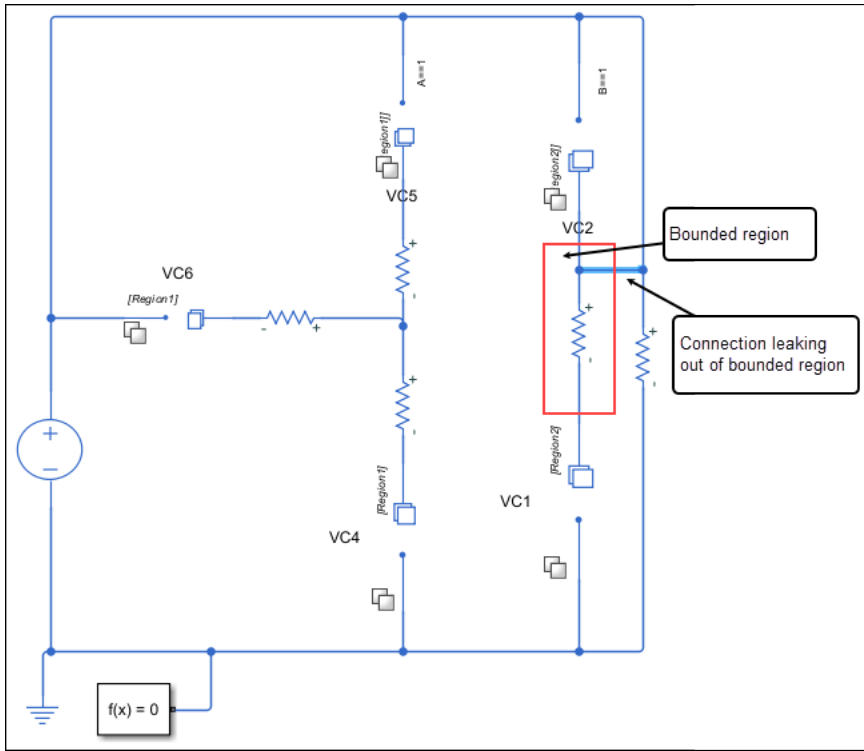 A==1
B==1
egion1]]
egion2]]
VC5
VC2
Bounded region
VC6
[Region1]
+
-
+
-
+
Connection leaking
out of bounded region
+
-
+
-
+
-
+
−
[Region1]
[Region2]
VC1
VC4
f(x) = 0